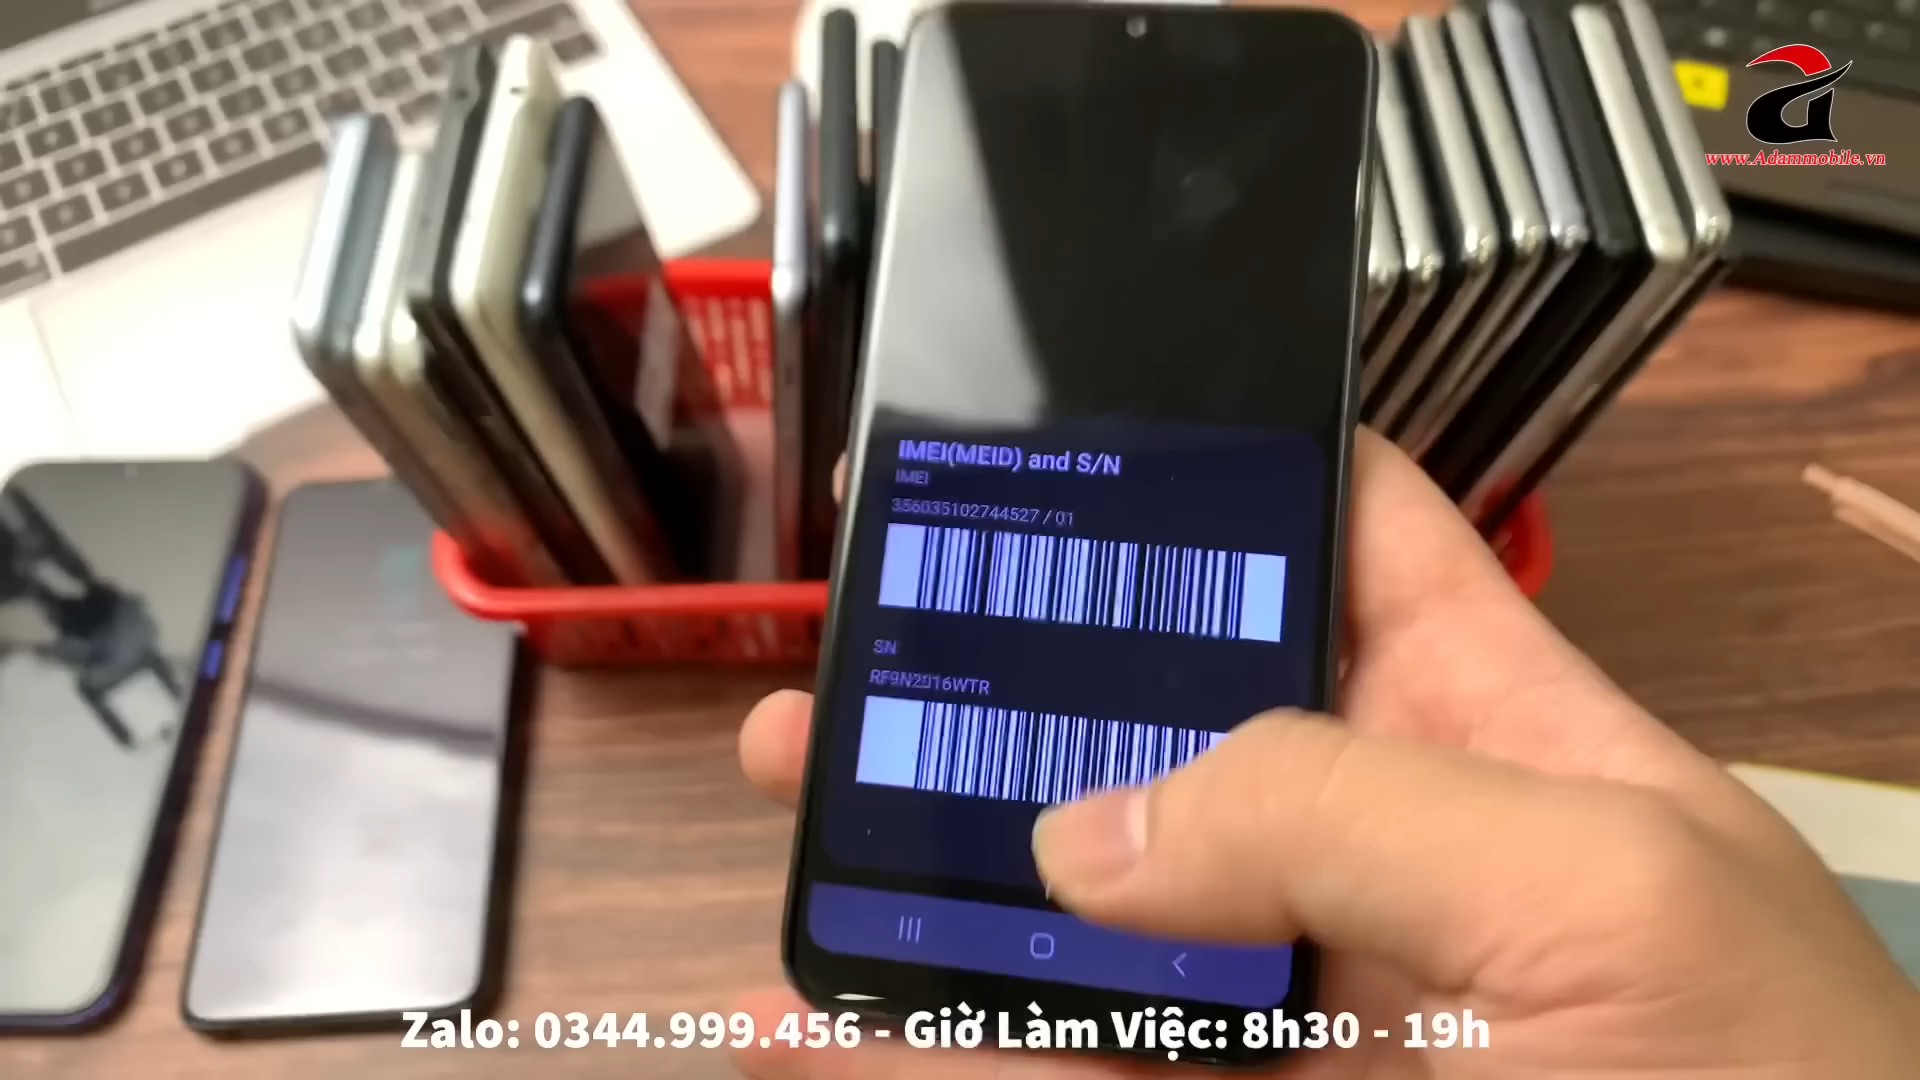 www.Adammobile.vn
IMEI(MEID) and S/N
IMEI
356035102744527 / 01
SN
RF9N2016WTR
Zalo: 0344.999.456 - Giờ Làm Việc: 8h30 - 19h